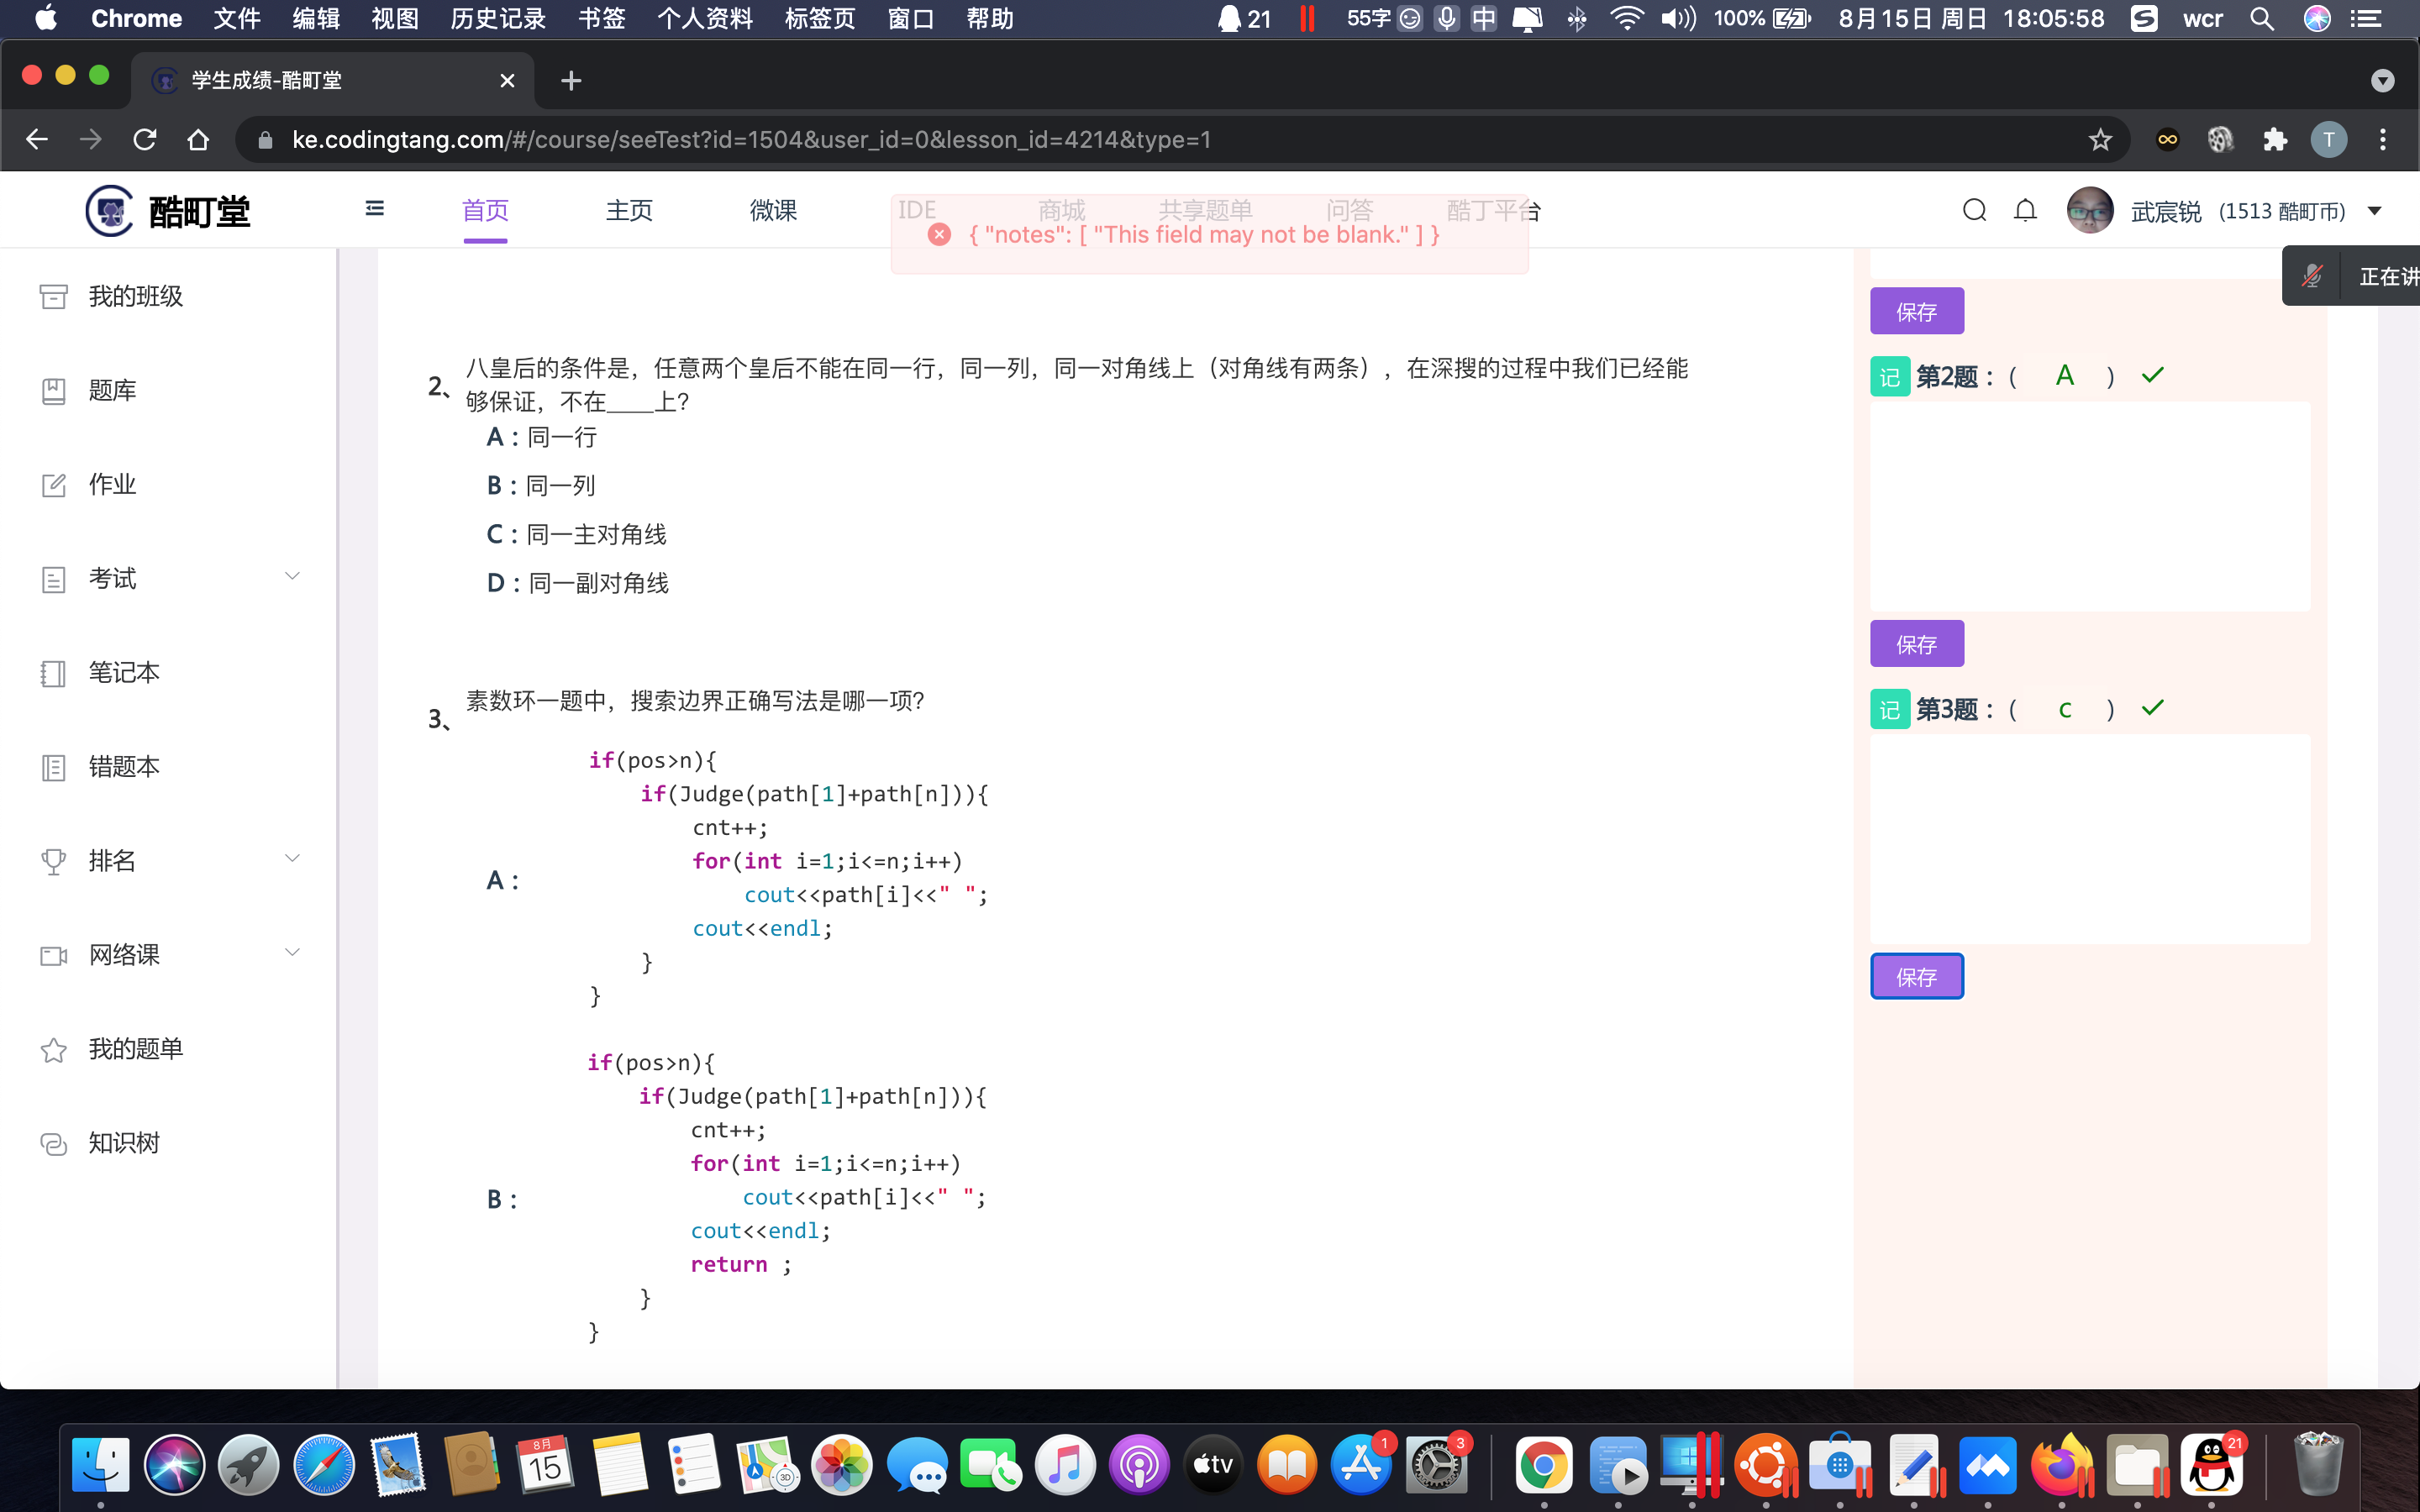 Chrome 文件 编辑 视图 历史记录 书签 个人资料 标签页 窗口 帮助 21 55字 中 100% 8月15日 周日 18:05:58 wcr
学生成绩-酷町堂
ke.codingtang.com/#/course/seeTest?id=1504&user_id=0&lesson_id=4214&type=1 T
酷町堂 首页 主页 微课 IDE 商城 共享题单 问答 酷丁平台 武宸锐 (1513 酷町币)
{ "notes": [ "This field may not be blank." ] }
正在讲
我的班级
题库
作业
考试
笔记本
错题本
排名
网络课
我的题单
知识树
2、
八皇后的条件是，任意两个皇后不能在同一行，同一列，同一对角线上（对角线有两条），在深搜的过程中我们已经能
够保证，不在____上？
A：同一行
B：同一列
C：同一主对角线
D：同一副对角线
3、
素数环一题中，搜索边界正确写法是哪一项？
A：
if(pos>n){
    if(Judge(path[1]+path[n])){
        cnt++;
        for(int i=1;i<=n;i++)
            cout<<path[i]<<" ";
        cout<<endl;
    }
}
B：
if(pos>n){
    if(Judge(path[1]+path[n])){
        cnt++;
        for(int i=1;i<=n;i++)
            cout<<path[i]<<" ";
        cout<<endl;
        return ;
    }
}
保存
记 第2题：( A ) ✓
保存
记 第3题：( c ) ✓
保存
8月
15
3D
tv
1
3
21